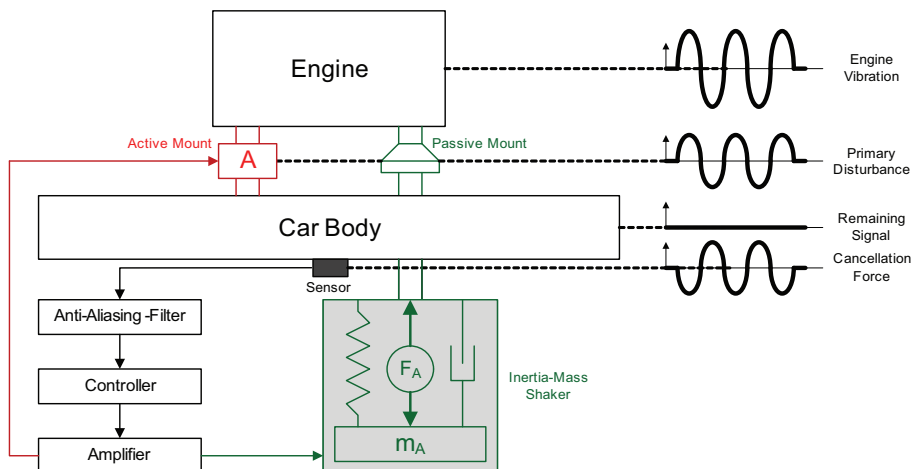 Engine
Engine
Vibration
Active Mount
A
Passive Mount
Primary
Disturbance
Car Body
Remaining
Signal
Cancellation
Force
Sensor
Anti-Aliasing -Filter
Controller
Amplifier
FA
mA
Inertia-Mass
Shaker